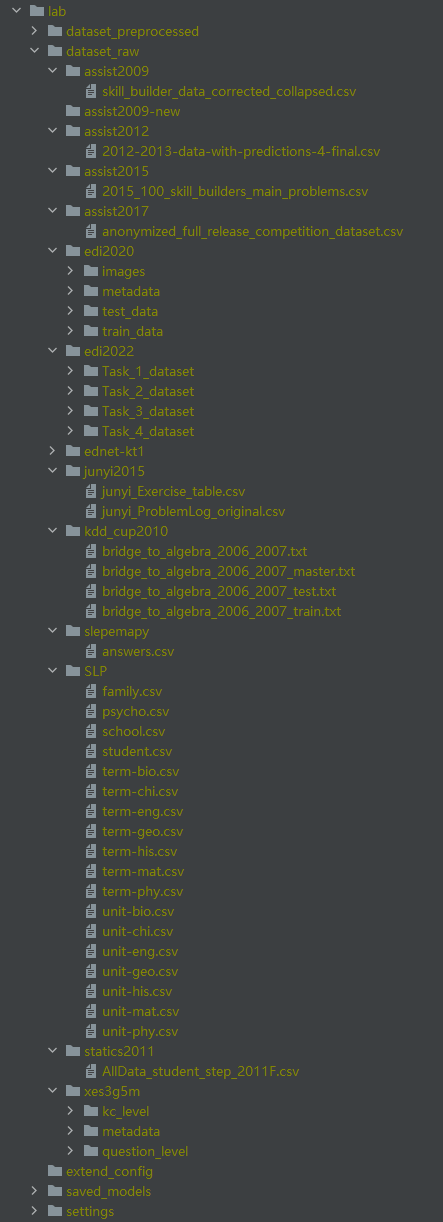 lab
dataset_preprocessed
dataset_raw
assist2009
skill_builder_data_corrected_collapsed.csv
assist2009-new
assist2012
2012-2013-data-with-predictions-4-final.csv
assist2015
2015_100_skill_builders_main_problems.csv
assist2017
anonymized_full_release_competition_dataset.csv
edi2020
images
metadata
test_data
train_data
edi2022
Task_1_dataset
Task_2_dataset
Task_3_dataset
Task_4_dataset
ednet-kt1
junyi2015
junyi_Exercise_table.csv
junyi_ProblemLog_original.csv
kdd_cup2010
bridge_to_algebra_2006_2007.txt
bridge_to_algebra_2006_2007_master.txt
bridge_to_algebra_2006_2007_test.txt
bridge_to_algebra_2006_2007_train.txt
slepemapy
answers.csv
SLP
family.csv
psycho.csv
school.csv
student.csv
term-bio.csv
term-chi.csv
term-eng.csv
term-geo.csv
term-his.csv
term-mat.csv
term-phy.csv
unit-bio.csv
unit-chi.csv
unit-eng.csv
unit-geo.csv
unit-his.csv
unit-mat.csv
unit-phy.csv
statics2011
AllData_student_step_2011F.csv
xes3g5m
kc_level
metadata
question_level
extend_config
saved_models
settings